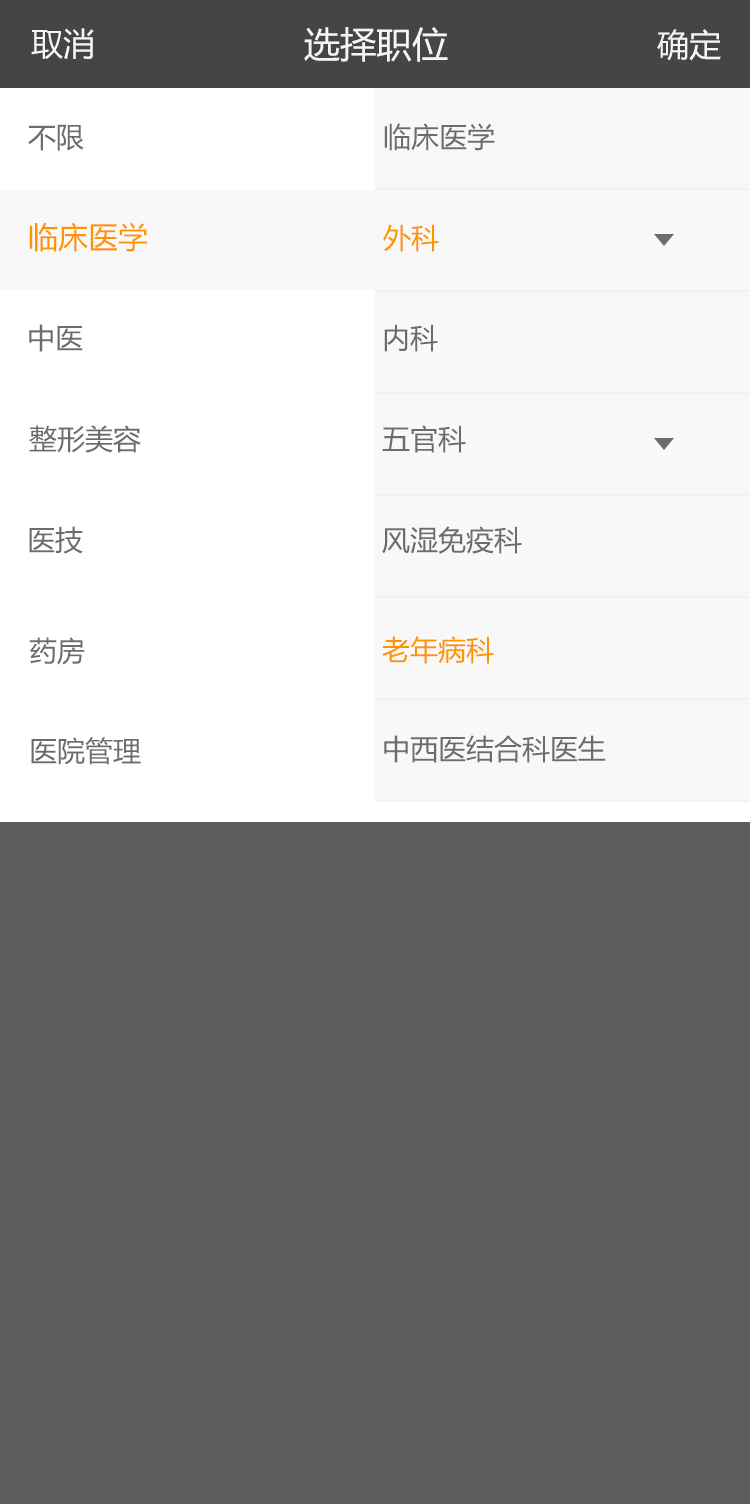 取消 选择职位 确定
不限 临床医学
临床医学 外科
中医 内科
整形美容 五官科
医技 风湿免疫科
药房 老年病科
医院管理 中西医结合科医生